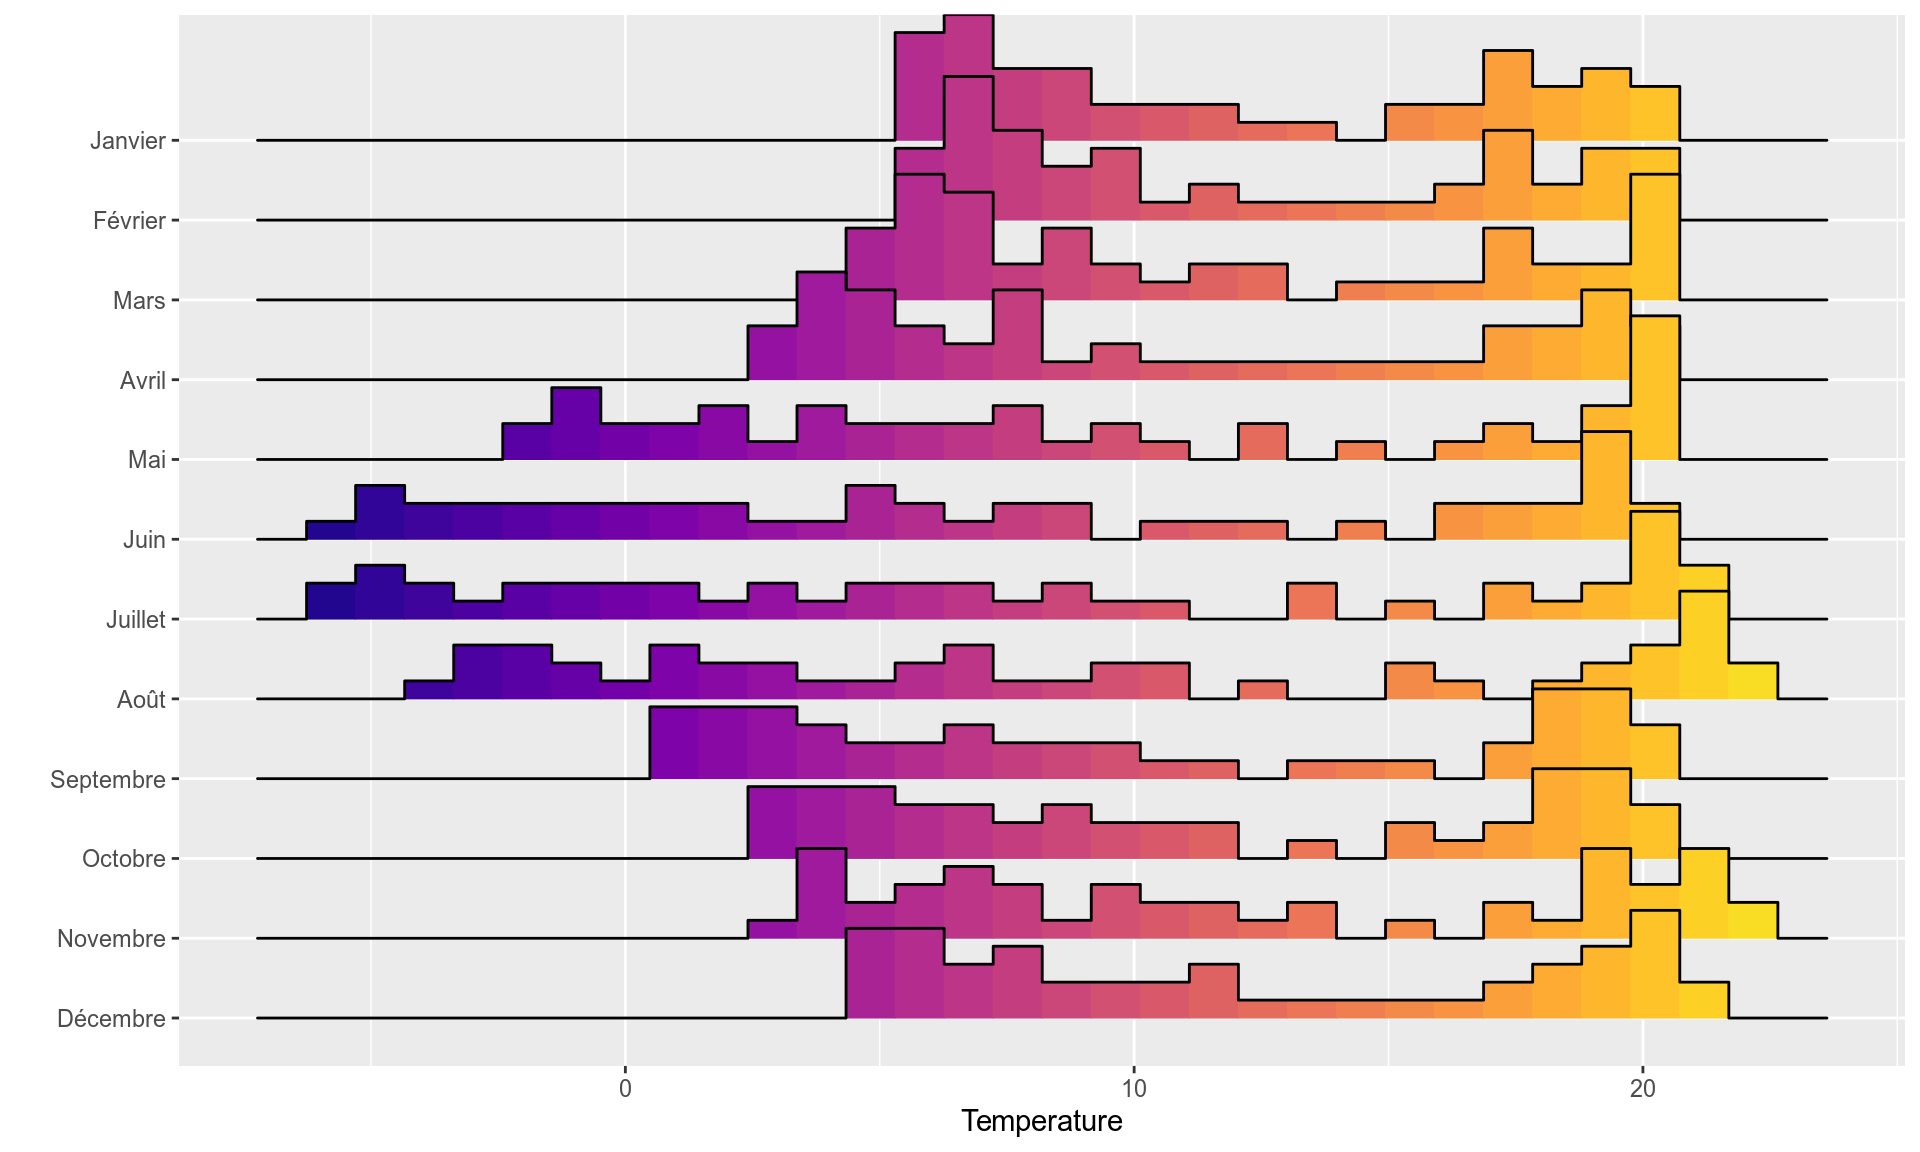 Janvier
Février
Mars
Avril
Mai
Juin
Juillet
Août
Septembre
Octobre
Novembre
Décembre
0 10 20
Temperature